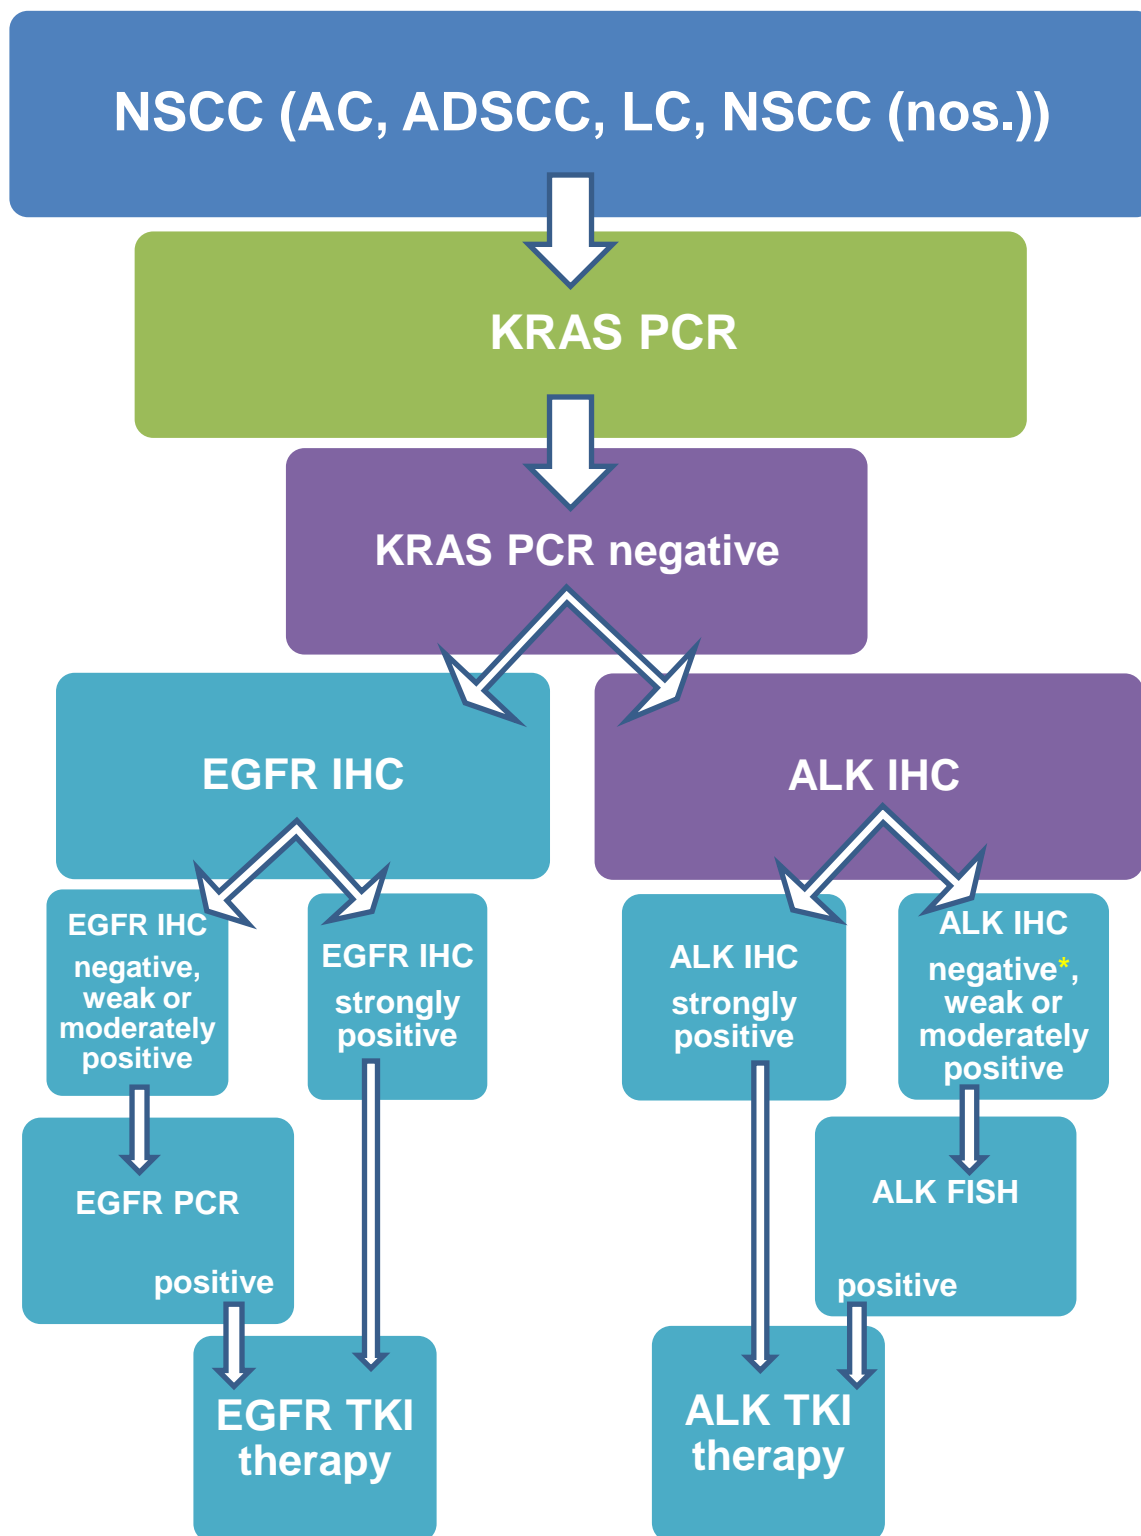 NSCC (AC, ADSCC, LC, NSCC (nos.))
KRAS PCR
KRAS PCR negative
EGFR IHC
ALK IHC
EGFR IHC
negative,
weak or
moderately
positive
EGFR IHC
strongly
positive
ALK IHC
strongly
positive
ALK IHC
negative*,
weak or
moderately
positive
EGFR PCR
positive
ALK FISH
positive
EGFR TKI
therapy
ALK TKI
therapy